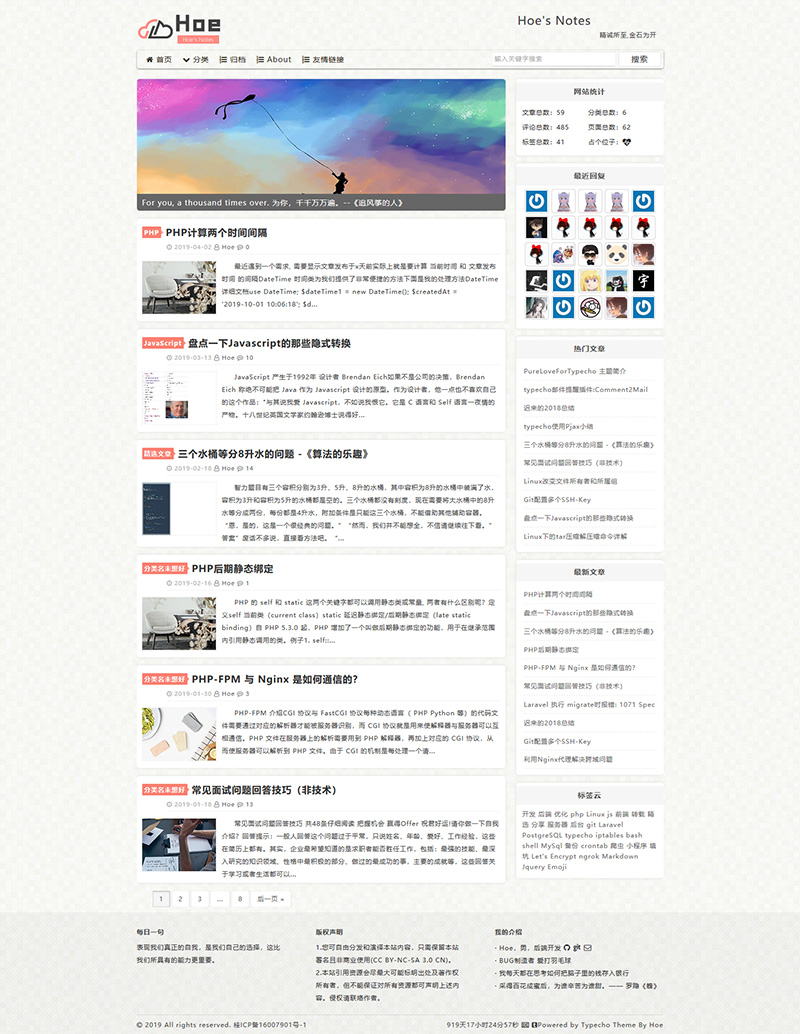 Hoe
Hoe's Notes
Hoe's Notes
精诚所至,金石为开
首页 分类 归档 About 友情链接
输入关键字搜索 搜索
For you, a thousand times over. 为你，千千万万遍。--《追风筝的人》
PHP PHP计算两个时间间隔
2019-04-02 Hoe 0
最近遇到一个需求, 需要显示文章发布于x天前实际上就是要计算 当前时间 和 文章发布
时间 的间隔DateTime 时间类为我们提供了非常便捷的方法下面是我的处理方法DateTime
详细文档use DateTime; $dateTime1 = new DateTime(); $createdAt =
'2019-10-01 10:06:18'; $d...
JavaScript 盘点一下Javascript的那些隐式转换
2019-03-13 Hoe 10
JavaScript 产生于1992年 设计者 Brendan Eich如果不是公司的决策，Brendan
Eich 称绝不可能把 Java 作为 Javascript 设计的原型。作为设计者，他一点也不喜欢自己
的这个作品："与其说我爱 Javascript，不如说我恨它。它是 C 语言和 Self 语言一夜情的
产物。十八世纪英国文学家约翰逊博士说得好...
精选文章 三个水桶等分8升水的问题 -《算法的乐趣》
2019-02-18 Hoe 14
智力题目有三个容积分别为3升、5升、8升的水桶，其中容积为8升的水桶中被满了水，
容积为3升和容积为5升的水桶都是空的。三个水桶都没有刻度，现在需要将大水桶中的8升
水等分成两份，每份都是4升水，附加条件是只能这三个水桶，不能借助其他辅助容器。
"恩，是的，这是一个很经典的问题。" "然而，我们并不能想全，不信请继续往下看。"
答案" 废话不多说，直接看方法吧。 "...
分类名未想好 PHP后期静态绑定
2019-02-16 Hoe 1
PHP 的 self 和 static 这两个关键字都可以调用静态类或常量, 两者有什么区别呢？定
义self 当前类（current class）static 延迟静态绑定/后期静态绑定（late static
binding）自 PHP 5.3.0 起，PHP 增加了一个叫做后期静态绑定的功能，用于在继承范围
内引用静态调用的类。例子1. self::...
分类名未想好 PHP-FPM 与 Nginx 是如何通信的?
2019-01-30 Hoe 3
PHP-FPM 介绍CGI 协议与 FastCGI 协议每种动态语言（ PHP Python 等）的代码文
件需要通过对应的解析器才能被服务器识别，而 CGI 协议就是用来使解释器与服务器可以互
相通信。PHP 文件在服务器上的解析需要用到 PHP 解释器，再加上对应的 CGI 协议，从
而使服务器可以解析到 PHP 文件。由于 CGI 的机制是每处理一个请...
分类名未想好 常见面试问题回答技巧（非技术）
2019-01-18 Hoe 13
常见面试问题回答技巧 共48条仔细阅读 把握机会 赢得Offer 祝君好运!请你做一下自我
介绍？回答提示：一般人回答这个问题过于平常，只说姓名、年龄、爱好、工作经验，这些
在简历上都有。其实，企业最希望知道的是求职者能否胜任工作，包括：最强的技能、最深
入研究的知识领域、性格中最积极的部分、做过的最成功的事，主要的成就等，这些回答关
于学习或者生活都可以...
1 2 3 ... 8 后一页 »
网站统计
文章总数：59 分类总数：6
评论总数：485 页面总数：62
标签总数：41 占个位子：
最近回复
宇
热门文章
PureLoveForTypecho 主题简介
typecho邮件提醒插件:Comment2Mail
迟来的2018总结
typecho使用Pjax小结
三个水桶等分8升水的问题 -《算法的乐趣》
常见面试问题回答技巧（非技术）
Linux改变文件所有者和所属组
Git配置多个SSH-Key
盘点一下Javascript的那些隐式转换
Linux下的tar压缩解压缩命令详解
最新文章
PHP计算两个时间间隔
盘点一下Javascript的那些隐式转换
三个水桶等分8升水的问题 -《算法的乐趣》
PHP后期静态绑定
PHP-FPM 与 Nginx 是如何通信的?
常见面试问题回答技巧（非技术）
Laravel 执行 migrate时报错: 1071 Spec
迟来的2018总结
Git配置多个SSH-Key
利用Nginx代理解决跨域问题
标签云
开发 后端 优化 php Linux js 前端 转载 精
选 分享 服务器 后台 git Laravel
PostgreSQL typecho iptables bash
shell MySql 备份 crontab 爬虫 小程序 填
坑 Let's Encrypt ngrok Markdown
Jquery Emoji
每日一句
表现我们真正的自我，是我们自己的选择，这比
我们所具有的能力更重要。
版权声明
1.您可自由分发和演绎本站内容，只需保留本站
署名且非商业使用(CC BY-NC-SA 3.0 CN)。
2.本站引用资源会尽最大可能标明出处及著作权
所有者，但不能保证对所有资源都可声明上述内
容。侵权请联络作者。
我的介绍
· Hoe，男，后端开发
· BUG制造者 爱打羽毛球
· 我每天都在思考如何把脑子里的钱存入银行
· 采得百花成蜜后，为谁辛苦为谁甜。—— 罗隐《蜂》
© 2019 All rights reserved. 桂ICP备16007901号-1
919天17小时24分57秒 Powered by Typecho Theme By Hoe